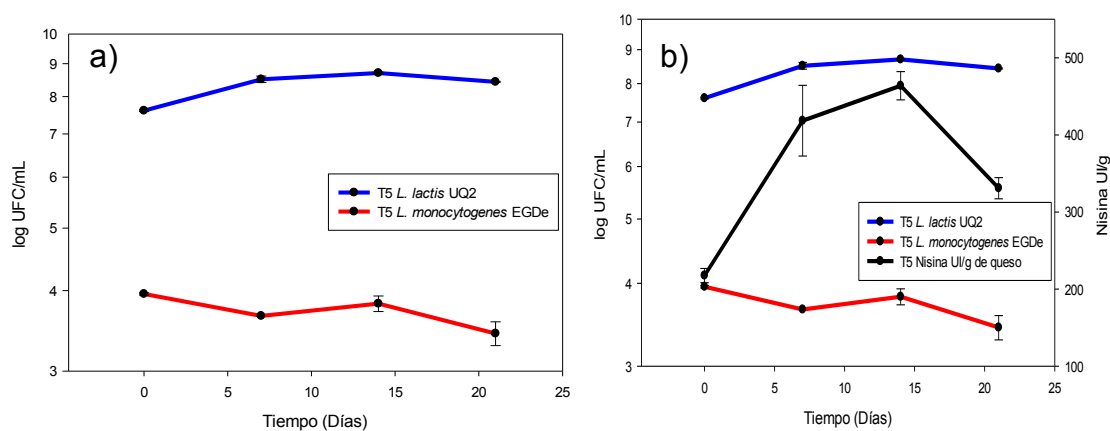 a)
10
9
8
7
6
5
4
3
log UFC/mL
T5 L. lactis UQ2
T5 L. monocytogenes EGDe
0 5 10 15 20 25
Tiempo (Días)
b)
10
9
8
7
6
5
4
3
log UFC/mL
500
400
300
200
100
Nisina UI/g
T5 L. lactis UQ2
T5 L. monocytogenes EGDe
T5 Nisina UI/g de queso
0 5 10 15 20 25
Tiempo (Días)